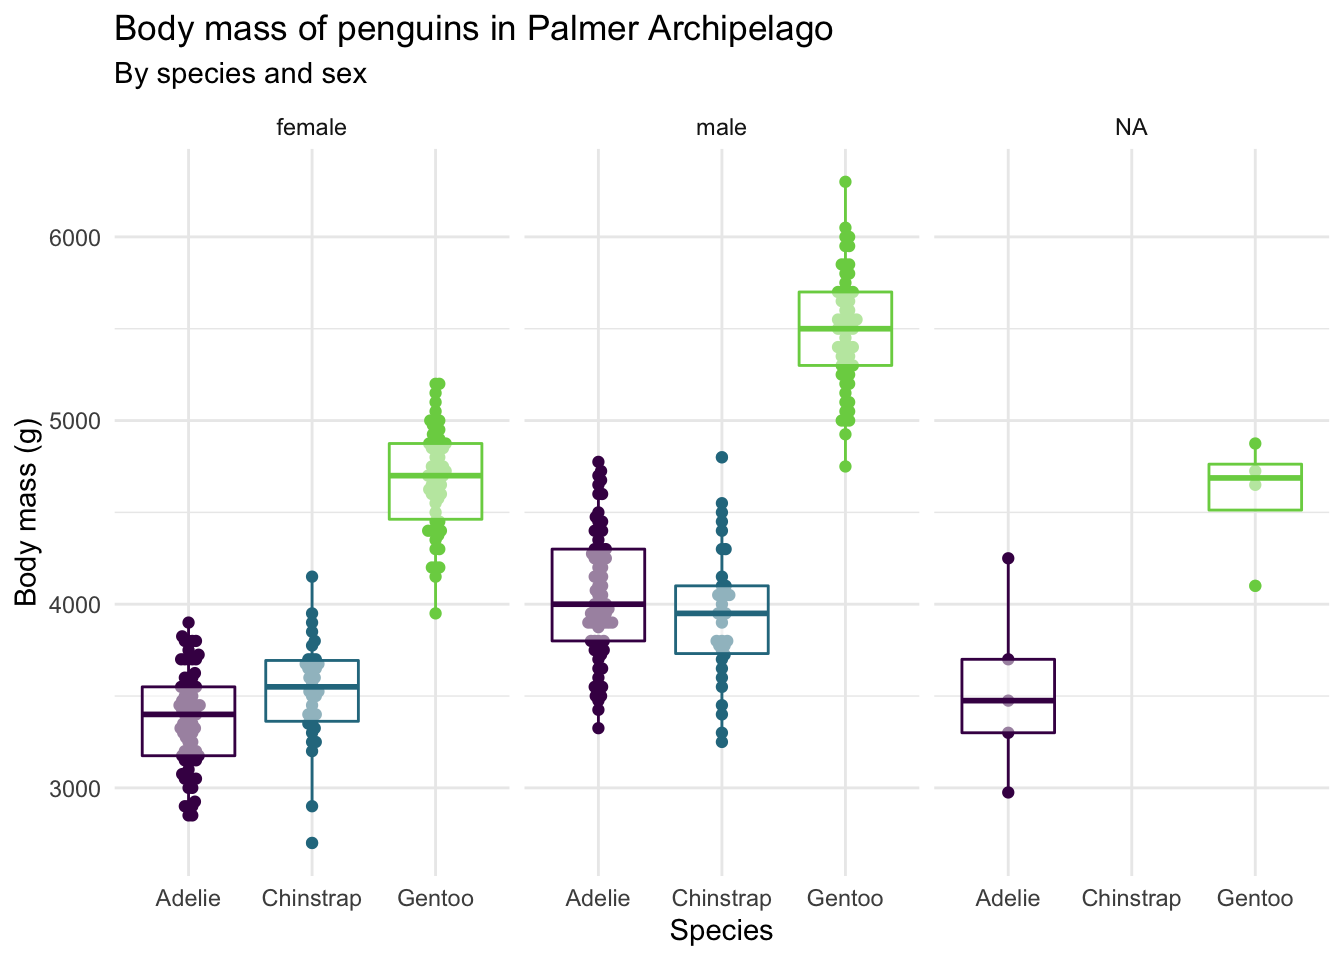 Body mass of penguins in Palmer Archipelago
By species and sex
female
male
NA
Body mass (g)
6000
5000
4000
3000
Adelie Chinstrap Gentoo
Adelie Chinstrap Gentoo
Adelie Chinstrap Gentoo
Species